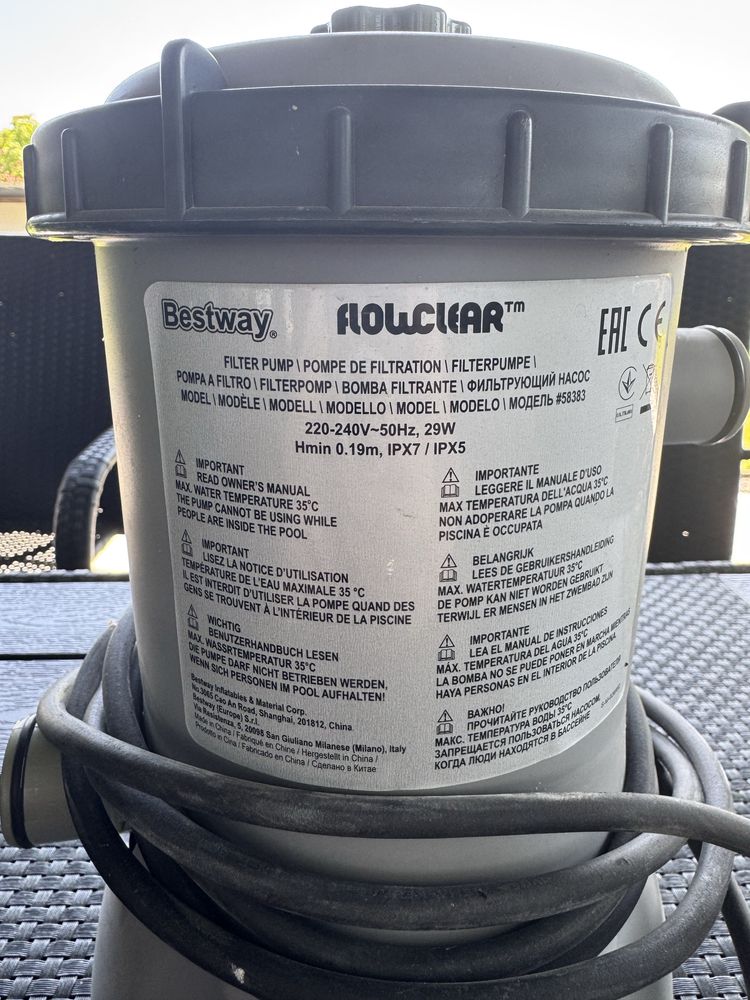 Bestway®
FLOWCLEAR™
EAC CE
FILTER PUMP \ POMPE DE FILTRATION \ FILTERPUMPE \
POMPA A FILTRO \ FILTERPOMP \ BOMBA FILTRANTE \ ФИЛЬТРУЮЩИЙ НАСОС
MODEL \ MODÈLE \ MODELL \ MODELLO \ MODEL \ MODELO \ МОДЕЛЬ #58383
220-240V~50Hz, 29W
Hmin 0.19m, IPX7 / IPX5
IMPORTANT
READ OWNER'S MANUAL
MAX. WATER TEMPERATURE 35°C
THE PUMP CANNOT BE USING WHILE
PEOPLE ARE INSIDE THE POOL
IMPORTANT
LISEZ LA NOTICE D'UTILISATION
TEMPÉRATURE DE L'EAU MAXIMALE 35 °C
IL EST INTERDIT D'UTILISER LA POMPE QUAND DES
GENS SE TROUVENT À L'INTÉRIEUR DE LA PISCINE
WICHTIG
BENUTZERHANDBUCH LESEN
MAX. WASSRTEMPERATUR 35°C
DIE PUMPE DARF NICHT BETRIEBEN WERDEN,
WENN SICH PERSONEN IM POOL AUFHALTEN!
Bestway Inflatables & Material Corp.
No.3065 Cao An Road, Shanghai, 201812, China
Bestway (Europe) S.r.l.
Via Resistenza, 5, 20098 San Giuliano Milanese (Milano), Italy
Made in China / Fabriqué en Chine / Hergestellt in China /
Prodotto in Cina / Fabricado en China / Сделано в Китае
IMPORTANTE
LEGGERE IL MANUALE D'USO
MAX TEMPERATURA DELL'ACQUA 35°C
NON ADOPERARE LA POMPA QUANDO LA
PISCINA È OCCUPATA
BELANGRIJK
LEES DE GEBRUIKERSHANDLEIDING
MAX. WATERTEMPERATUUR 35°C
DE POMP KAN NIET WORDEN GEBRUIKT
TERWIJL ER MENSEN IN HET ZWEMBAD ZIJN
IMPORTANTE
LEA EL MANUAL DE INSTRUCCIONES
MÁX. TEMPERATURA DEL AGUA 35°C
LA BOMBA NO SE PUEDE PONER EN MARCHA MIENTRAS
HAYA PERSONAS EN EL INTERIOR DE LA PISCINA.
ВАЖНО!
ПРОЧИТАЙТЕ РУКОВОДСТВО ПОЛЬЗОВАТЕЛЯ
МАКС. ТЕМПЕРАТУРА ВОДЫ 35°C
ЗАПРЕЩАЕТСЯ ПОЛЬЗОВАТЬСЯ НАСОСОМ,
КОГДА ЛЮДИ НАХОДЯТСЯ В БАССЕЙНЕ